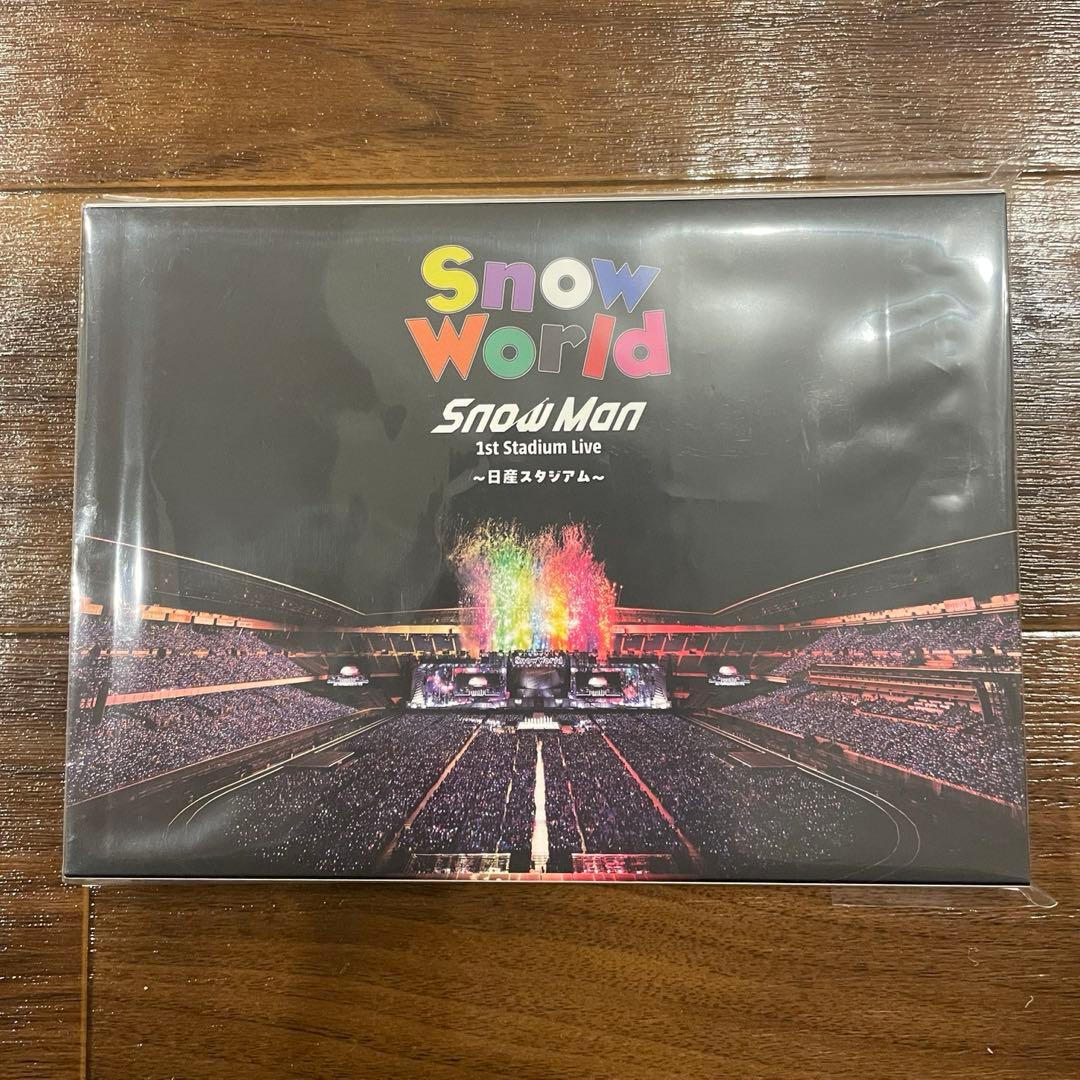 Snow
World
Snow Man
1st Stadium Live
～日産スタジアム～